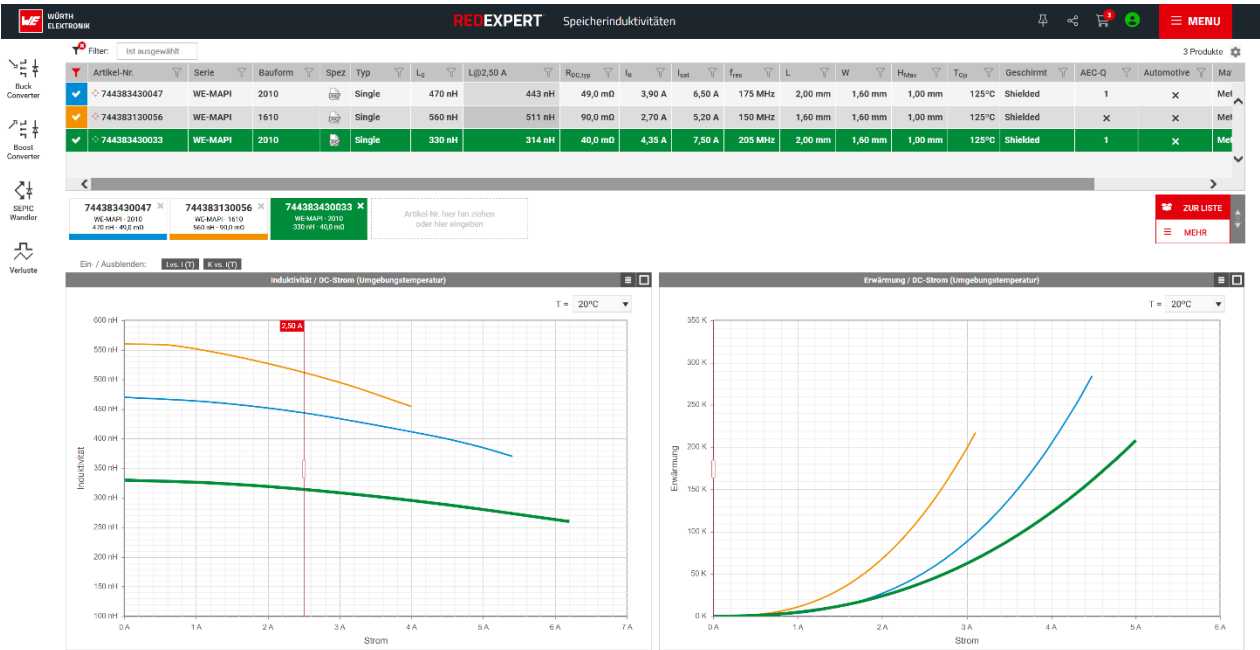 WE WÜRTH ELEKTRONIK
REDEXPERT Speicherinduktivitäten
3
MENU
Filter: Ist ausgewählt
3 Produkte
Artikel-Nr. Serie Bauform Spez Typ L0 L@2,50 A RDC,typ IR Isat fres L W HMax TOp Geschirmt AEC-Q Automotive Ma
744383430047 WE-MAPI 2010 Single 470 nH 443 nH 49,0 mΩ 3,90 A 6,50 A 175 MHz 2,00 mm 1,60 mm 1,00 mm 125ºC Shielded 1 × Met
744383130056 WE-MAPI 1610 Single 560 nH 511 nH 90,0 mΩ 2,70 A 5,20 A 150 MHz 1,60 mm 1,60 mm 1,00 mm 125ºC Shielded × × Met
744383430033 WE-MAPI 2010 Single 330 nH 314 nH 40,0 mΩ 4,35 A 7,50 A 205 MHz 2,00 mm 1,60 mm 1,00 mm 125ºC Shielded 1 × Met
Buck
Converter
Boost
Converter
SEPIC
Wandler
Verluste
744383430047 ×
WE-MAPI · 2010
470 nH · 49,0 mΩ
744383130056 ×
WE-MAPI · 1610
560 nH · 90,0 mΩ
744383430033 ×
WE-MAPI · 2010
330 nH · 40,0 mΩ
Artikel-Nr. hier hin ziehen
oder hier eingeben
ZUR LISTE
MEHR
Ein- / Ausblenden: L vs. I (T) K vs. I(T)
Induktivität / DC-Strom (Umgebungstemperatur)
T = 20ºC
2,50 A
600 nH
550 nH
500 nH
450 nH
400 nH
350 nH
300 nH
250 nH
200 nH
150 nH
100 nH
Induktivität
0 A 1 A 2 A 3 A 4 A 5 A 6 A 7 A
Strom
Erwärmung / DC-Strom (Umgebungstemperatur)
T = 20ºC
350 K
300 K
250 K
200 K
150 K
100 K
50 K
0 K
Erwärmung
0 A 1 A 2 A 3 A 4 A 5 A 6 A
Strom